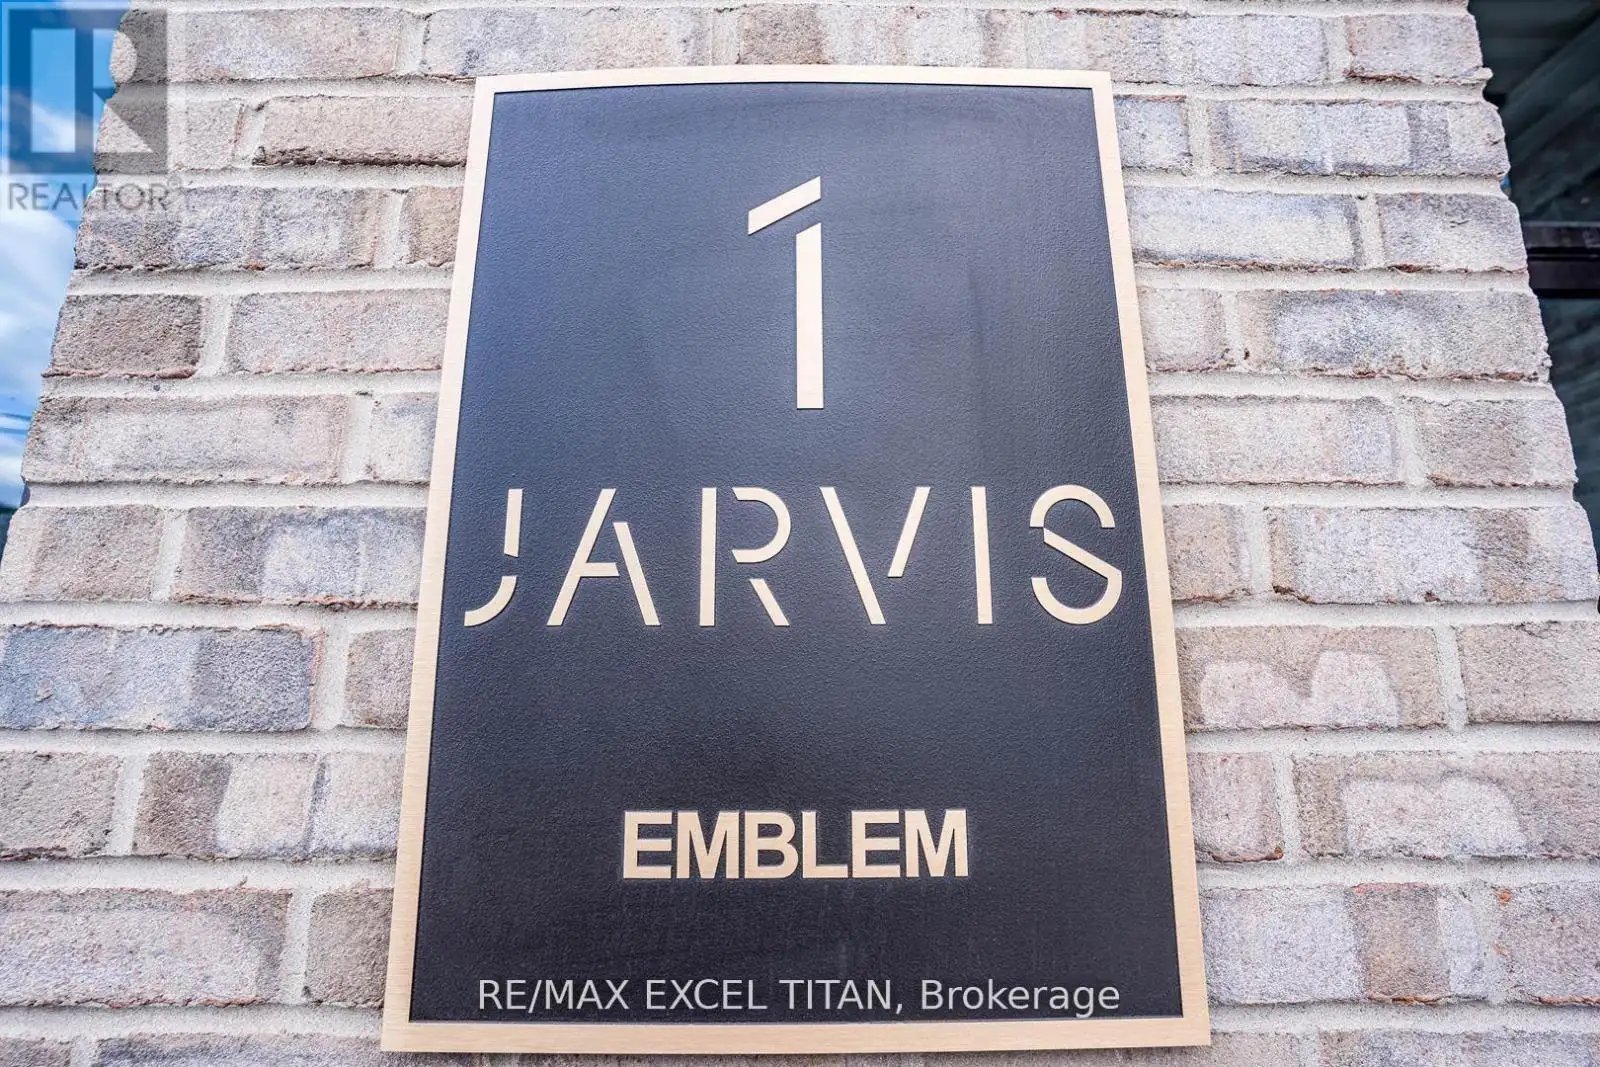 REALTOR
1
JARVIS
EMBLEM
RE/MAX EXCEL TITAN, Brokerage